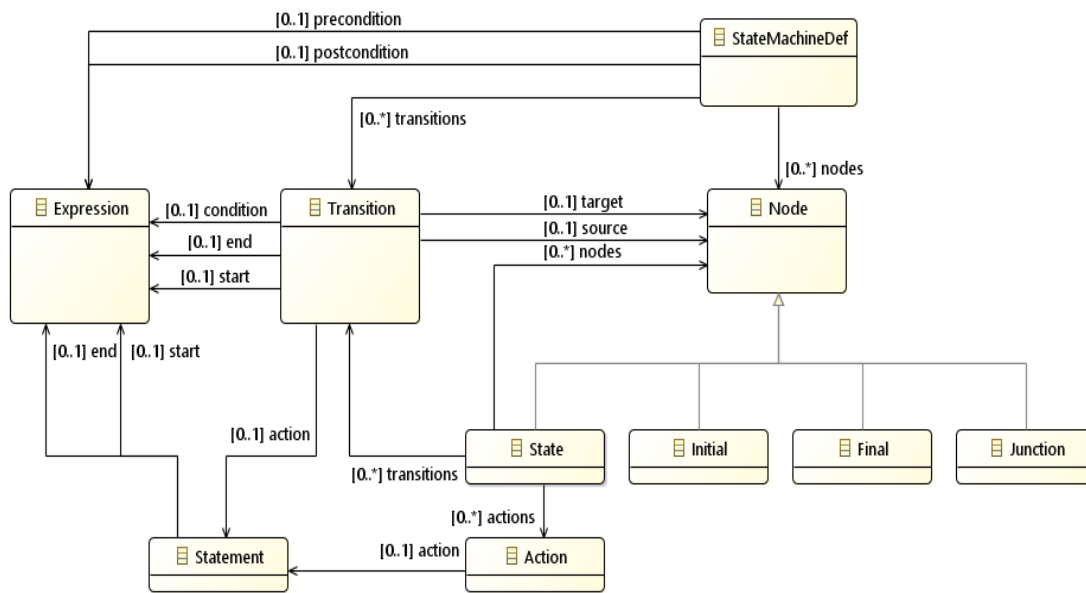 [0..1] precondition
StateMachineDef
[0..1] postcondition
[0..*] transitions
[0..*] nodes
Expression
[0..1] condition
Transition
[0..1] target
Node
[0..1] source
[0..1] end
[0..*] nodes
[0..1] start
[0..1] end
[0..1] start
[0..1] action
State
Initial
Final
Junction
[0..*] transitions
[0..*] actions
Statement
[0..1] action
Action